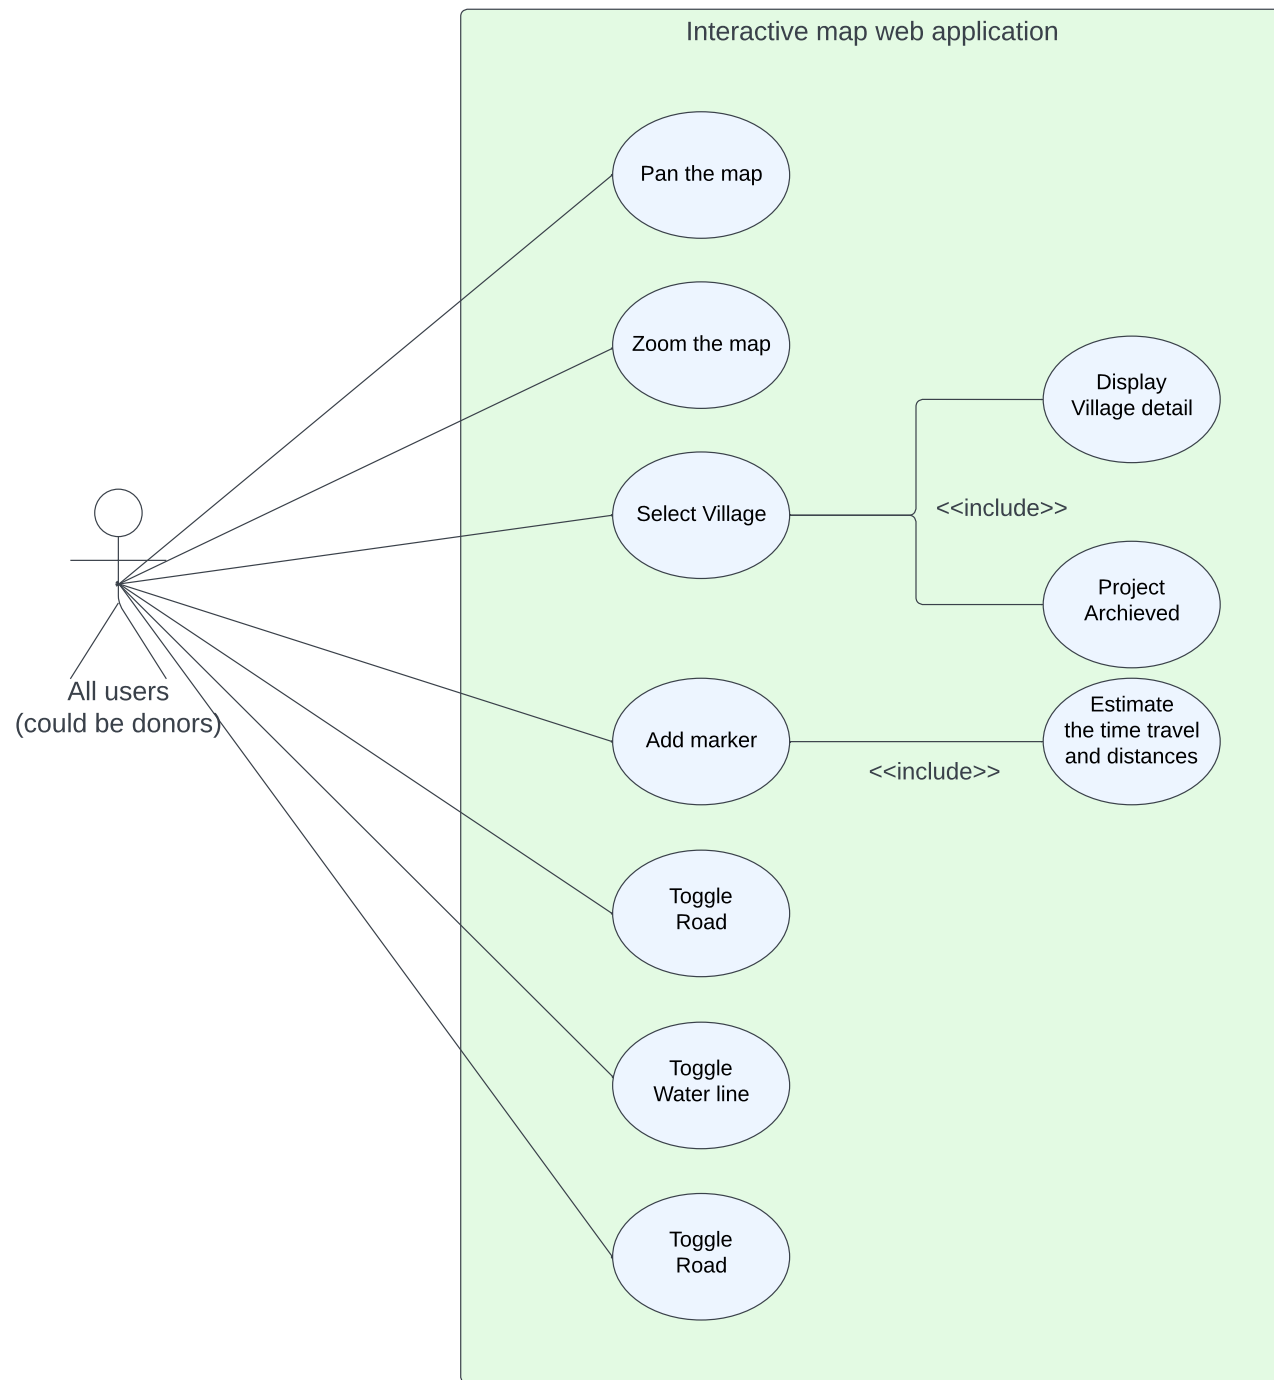 Interactive map web application
Pan the map
Zoom the map
Display
Village detail
Select Village
<<include>>
Project
Archieved
All users
(could be donors)
Add marker
Estimate
the time travel
and distances
<<include>>
Toggle
Road
Toggle
Water line
Toggle
Road